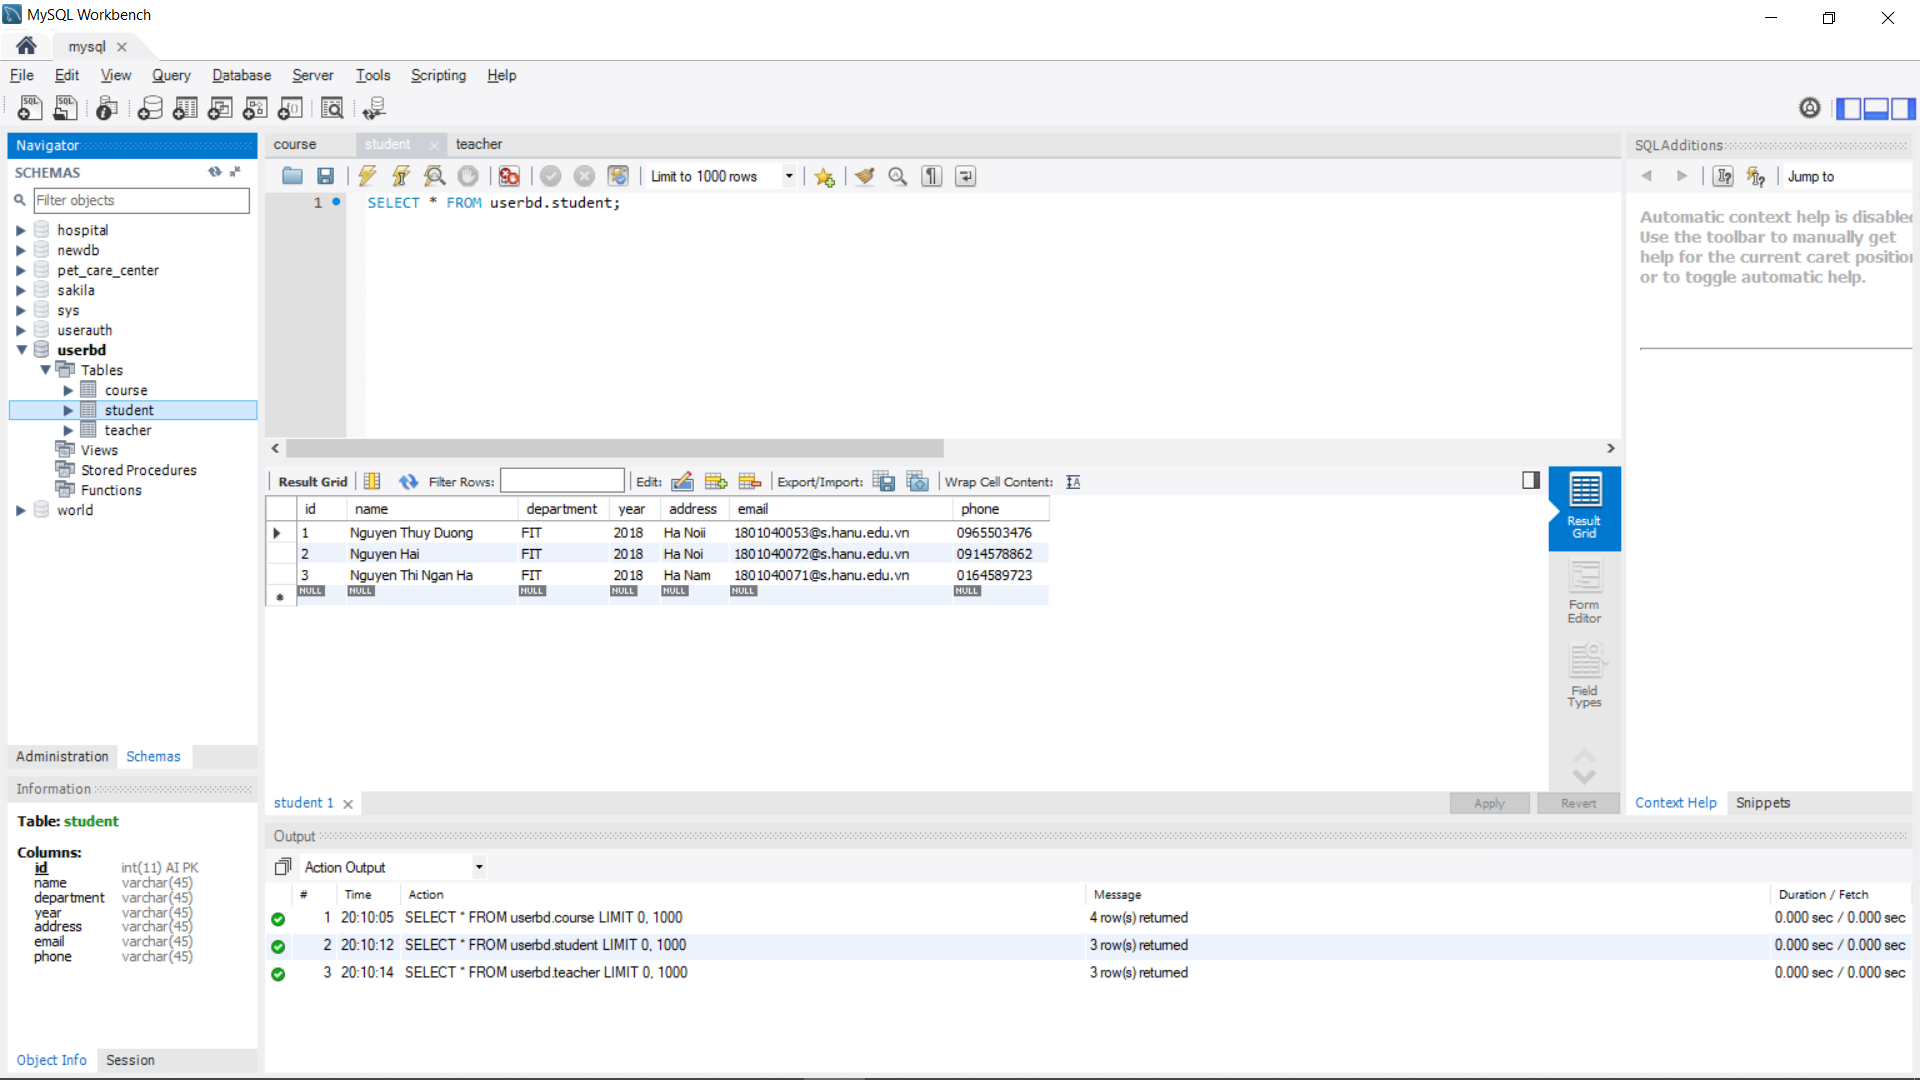 MySQL Workbench
mysql
File Edit View Query Database Server Tools Scripting Help
Navigator
SCHEMAS
Filter objects
hospital
newdb
pet_care_center
sakila
sys
userauth
userbd
Tables
course
student
teacher
Views
Stored Procedures
Functions
world
Administration Schemas
Information
Table: student
Columns:
id int(11) AI PK
name varchar(45)
department varchar(45)
year varchar(45)
address varchar(45)
email varchar(45)
phone varchar(45)
Object Info Session
course student teacher
Limit to 1000 rows
1 SELECT * FROM userbd.student;
Result Grid Filter Rows: Edit: Export/Import: Wrap Cell Content:
id name department year address email phone
1 Nguyen Thuy Duong FIT 2018 Ha Noii 1801040053@s.hanu.edu.vn 0965503476
2 Nguyen Hai FIT 2018 Ha Noi 1801040072@s.hanu.edu.vn 0914578862
3 Nguyen Thi Ngan Ha FIT 2018 Ha Nam 1801040071@s.hanu.edu.vn 0164589723
NULL NULL NULL NULL NULL NULL NULL
Result
Grid
Form
Editor
Field
Types
student 1
Apply Revert
SQLAdditions
Jump to
Automatic context help is disabled
Use the toolbar to manually get
help for the current caret position
or to toggle automatic help.
Context Help Snippets
Output
Action Output
# Time Action Message Duration / Fetch
1 20:10:05 SELECT * FROM userbd.course LIMIT 0, 1000 4 row(s) returned 0.000 sec / 0.000 sec
2 20:10:12 SELECT * FROM userbd.student LIMIT 0, 1000 3 row(s) returned 0.000 sec / 0.000 sec
3 20:10:14 SELECT * FROM userbd.teacher LIMIT 0, 1000 3 row(s) returned 0.000 sec / 0.000 sec